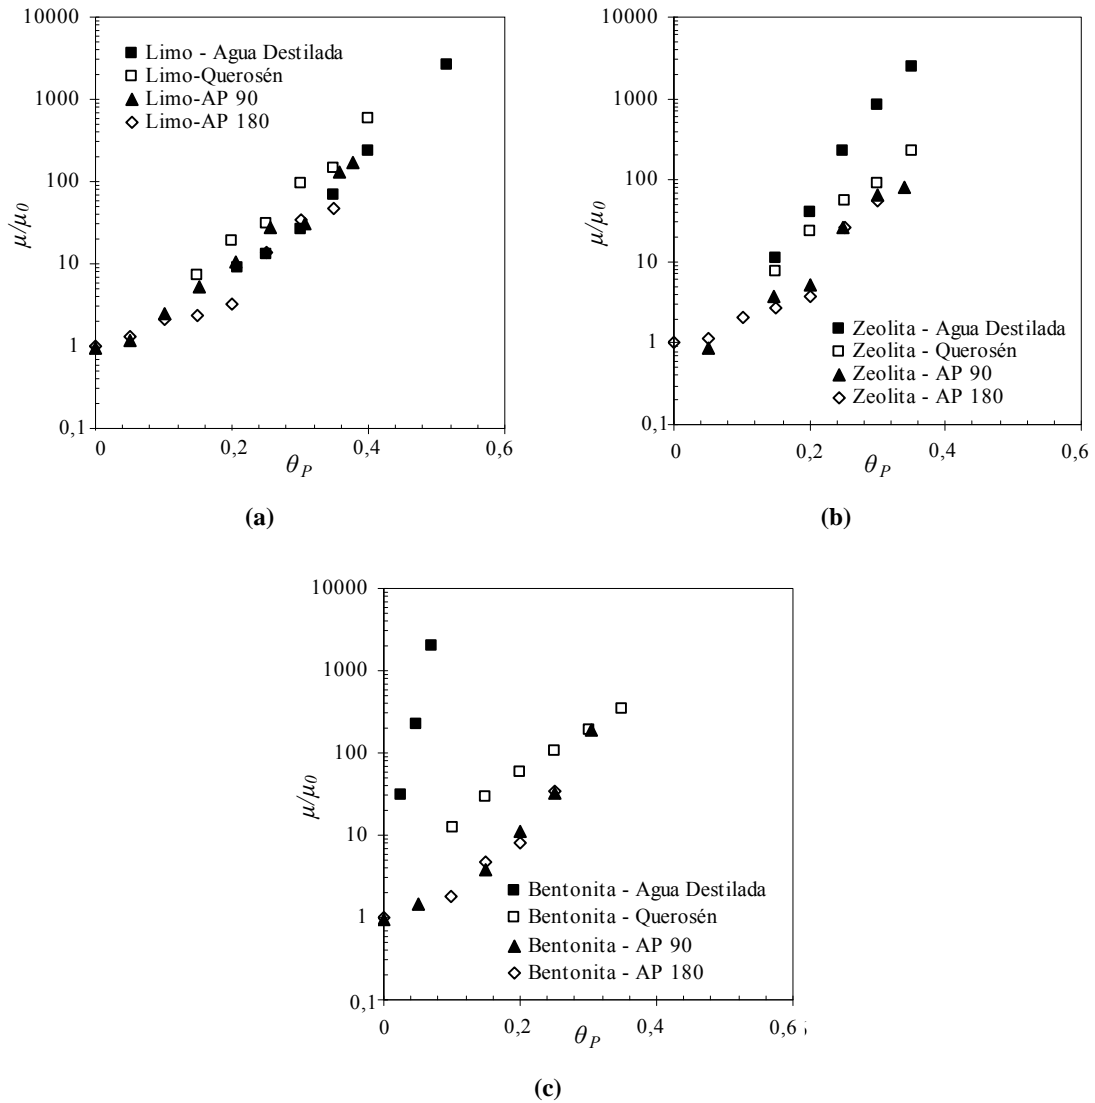 10000
Limo - Agua Destilada
Limo-Querosén
1000
Limo-AP 90
Limo-AP 180
100
μ/μ0
10
1
0,1
0 0,2 0,4 0,6
θP
(a)
10000
1000
100
μ/μ0
10
Zeolita - Agua Destilada
1
Zeolita - Querosén
Zeolita - AP 90
Zeolita - AP 180
0,1
0 0,2 0,4 0,6
θP
(b)
10000
1000
100
μ/μ0
10
Bentonita - Agua Destilada
1
Bentonita - Querosén
Bentonita - AP 90
Bentonita - AP 180
0,1
0 0,2 0,4 0,6
θP
(c)